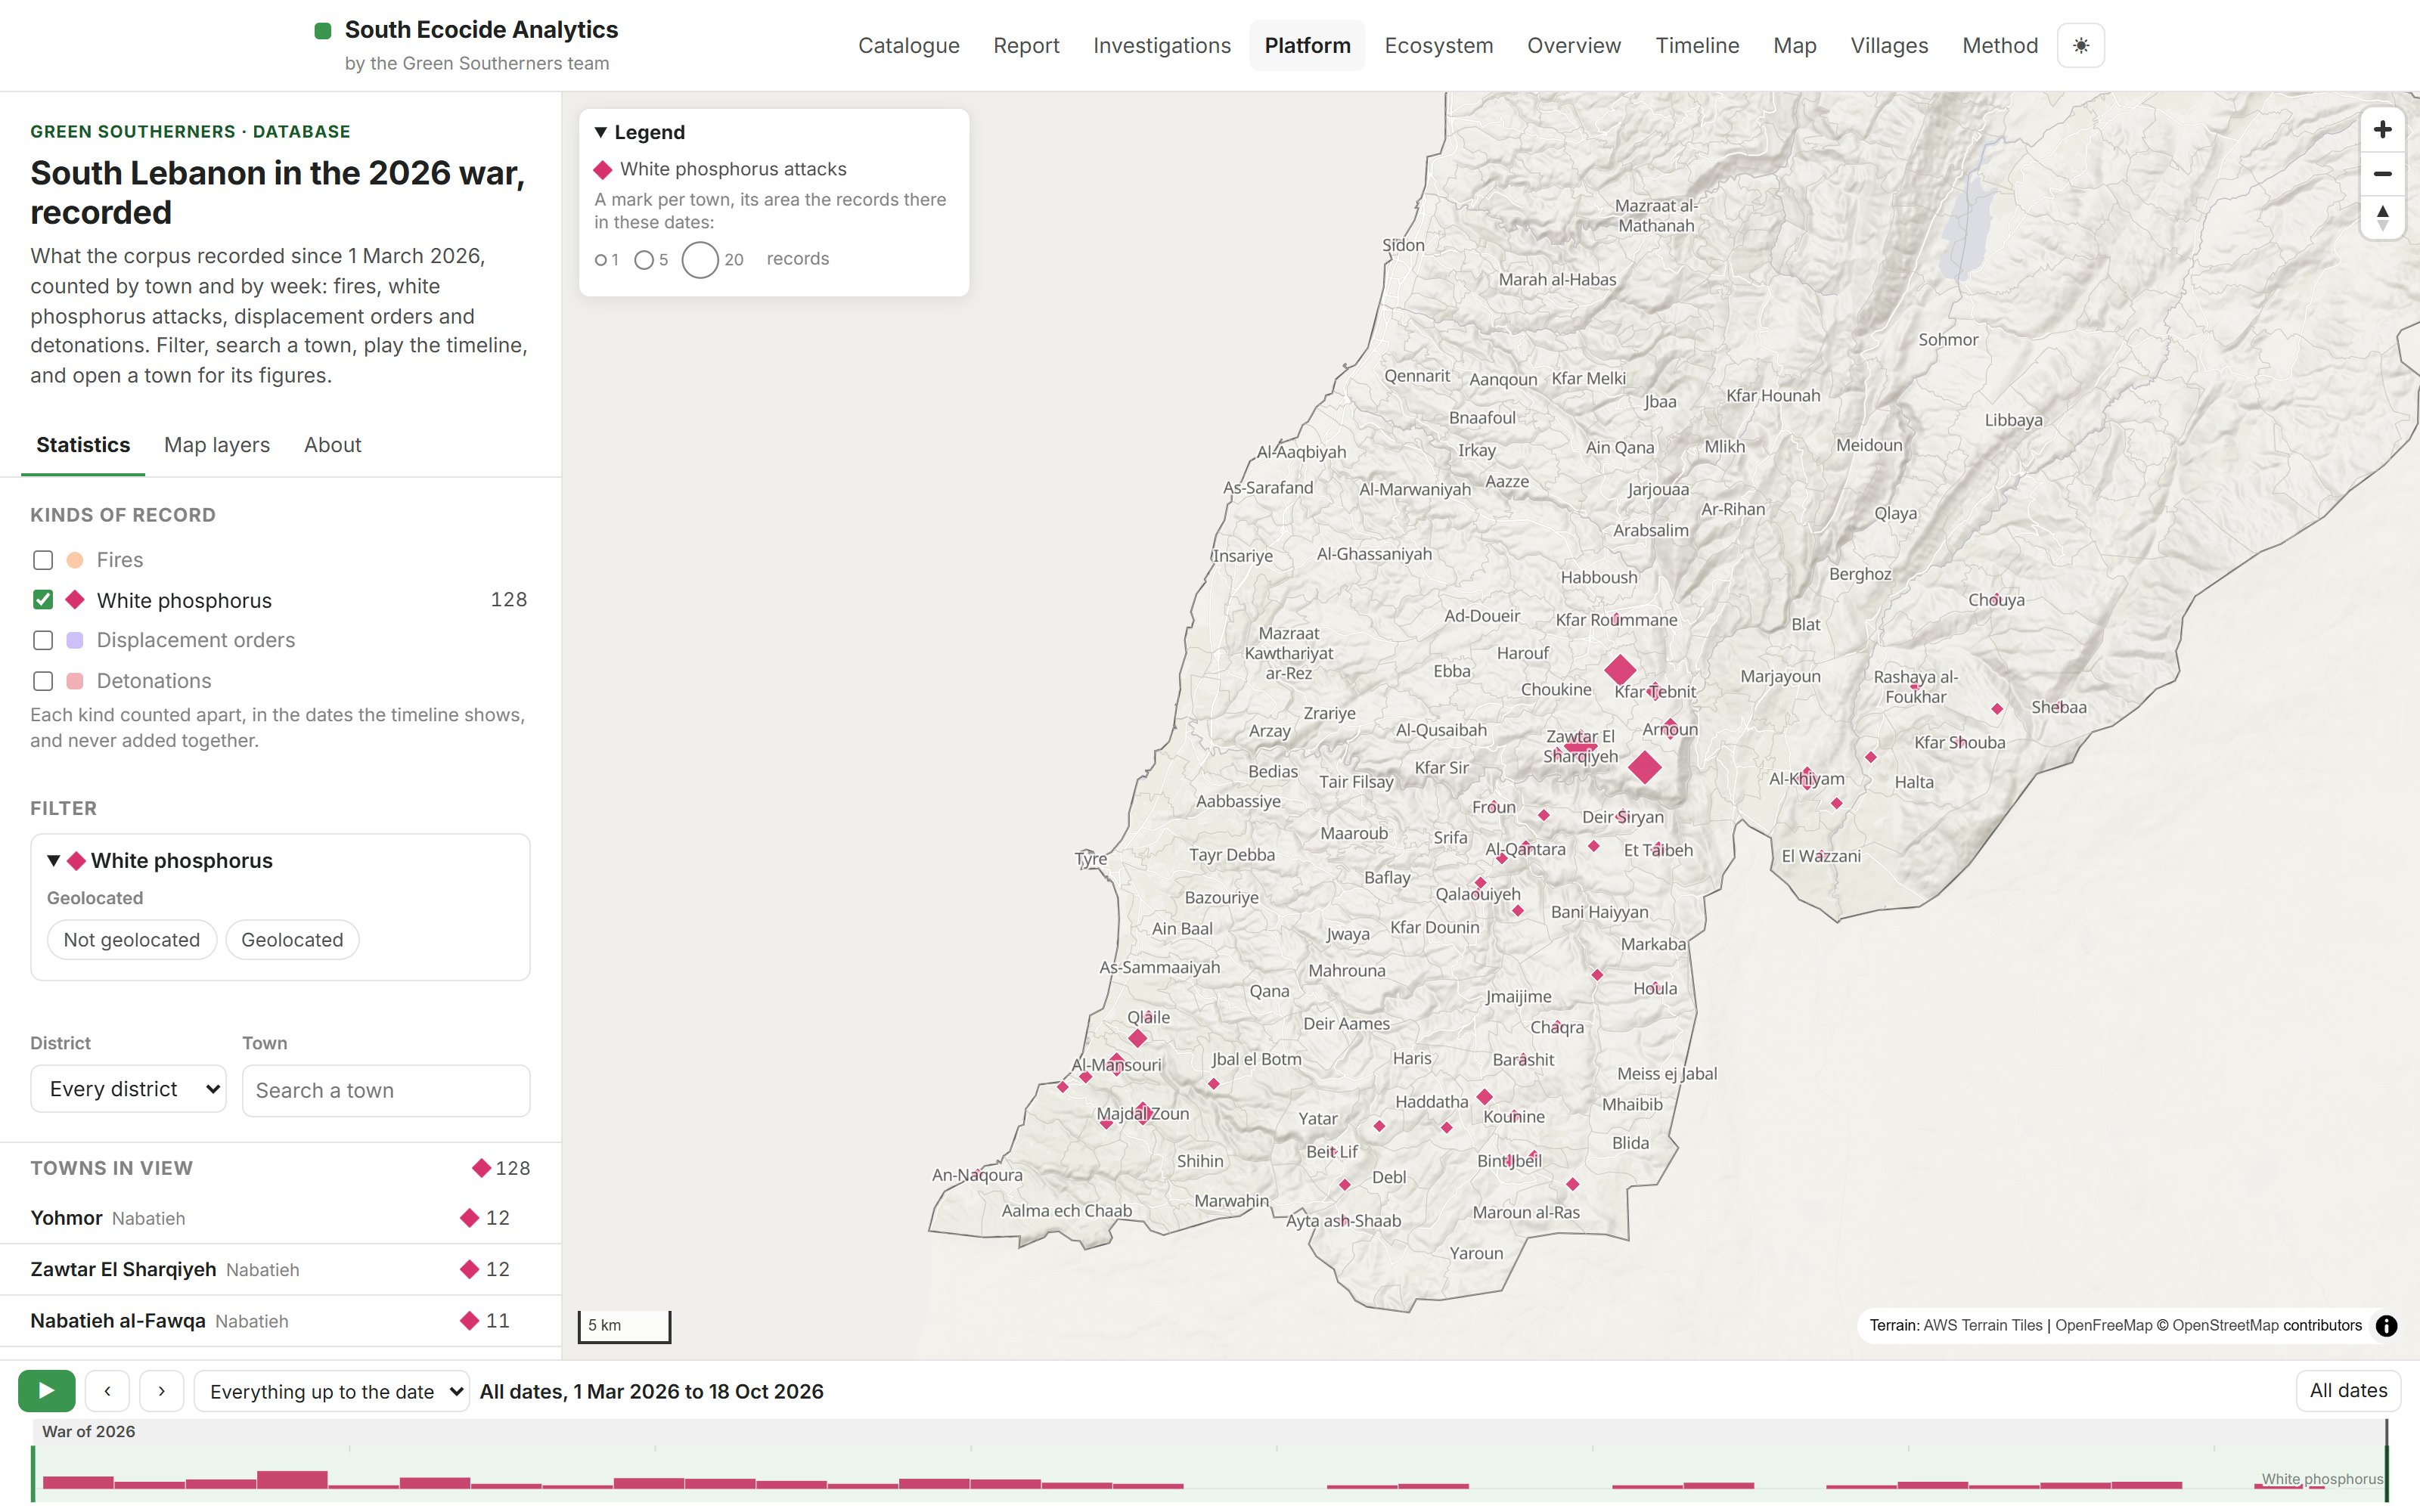 South Ecocide Analytics
by the Green Southerners team
Catalogue
Report
Investigations
Platform
Ecosystem
Overview
Timeline
Map
Villages
Method
GREEN SOUTHERNERS · DATABASE
South Lebanon in the 2026 war,
recorded
What the corpus recorded since 1 March 2026,
counted by town and by week: fires, white
phosphorus attacks, displacement orders and
detonations. Filter, search a town, play the timeline,
and open a town for its figures.
Statistics
Map layers
About
KINDS OF RECORD
Fires
White phosphorus 128
Displacement orders
Detonations
Each kind counted apart, in the dates the timeline shows,
and never added together.
FILTER
▼ White phosphorus
Geolocated
Not geolocated
Geolocated
District
Town
Every district
Search a town
TOWNS IN VIEW 128
Yohmor Nabatieh 12
Zawtar El Sharqiyeh Nabatieh 12
Nabatieh al-Fawqa Nabatieh 11
▼ Legend
White phosphorus attacks
A mark per town, its area the records there
in these dates:
1 5 20 records
Mazraat al-
Mathanah
Sidon
Marah al-Habas
Sohmor
Qennarit
Aanqoun
Kfar Melki
Jbaa
Kfar Hounah
Bnaafoul
Libbaya
Al-Aaqbiyah
Irkay
Ain Qana
Mlikh
Meidoun
As-Sarafand
Al-Marwaniyah
Aazze
Jarjouaa
Ar-Rihan
Qlaya
Arabsalim
Insariye
Al-Ghassaniyah
Habboush
Berghoz
Chouya
Ad-Doueir
Kfar Roummane
Blat
Mazraat
Kawthariyat
ar-Rez
Harouf
Ebba
Choukine
Kfar Tebnit
Marjayoun
Rashaya al-
Foukhar
Shebaa
Zrariye
Arzay
Al-Qusaibah
Zawtar El
Sharqiyeh
Arnoun
Kfar Shouba
Bedias
Tair Filsay
Kfar Sir
Al-Khiyam
Halta
Aabbassiye
Froun
Deir Siryan
Maaroub
Srifa
Al-Qantara
Et Taibeh
El Wazzani
Tyre
Tayr Debba
Baflay
Qalaouiyeh
Bazouriye
Bani Haiyyan
Ain Baal
Jwaya
Kfar Dounin
Markaba
As-Sammaaiyah
Mahrouna
Qana
Jmaijime
Houla
Qlaile
Deir Aames
Chaqra
Al-Mansouri
Jbal el Botm
Haris
Barashit
Meiss ej Jabal
Majdal Zoun
Yatar
Haddatha
Kounine
Mhaibib
Beit Lif
Bint Jbeil
Blida
An-Naqoura
Shihin
Debl
Aalma ech Chaab
Marwahin
Ayta ash-Shaab
Maroun al-Ras
Yaroun
5 km
Terrain: AWS Terrain Tiles | OpenFreeMap © OpenStreetMap contributors
Everything up to the date
All dates, 1 Mar 2026 to 18 Oct 2026
All dates
War of 2026
White phosphorus